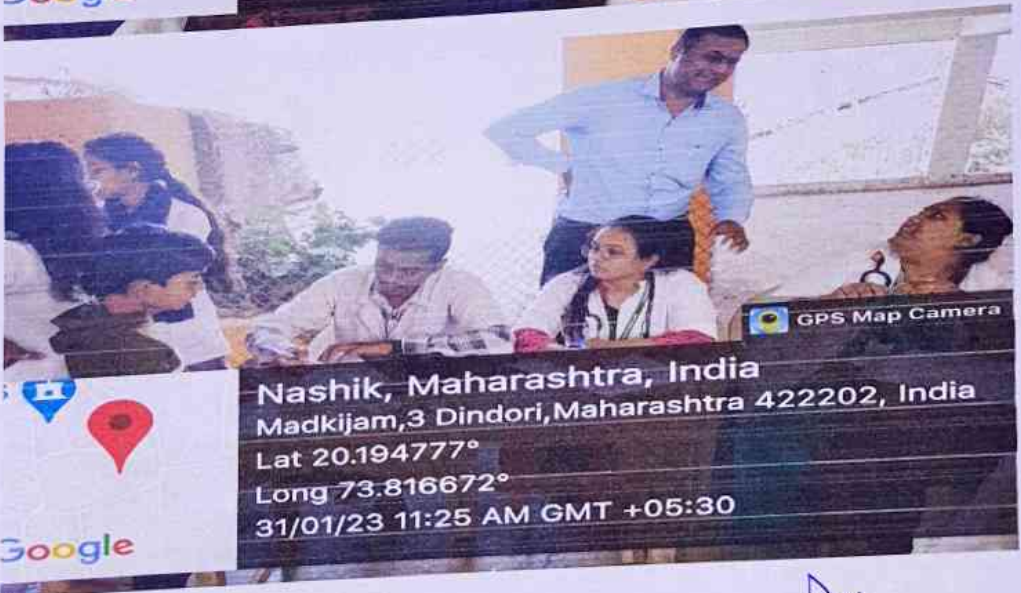 Google
GPS Map Camera
Nashik, Maharashtra, India
Madkijam,3 Dindori,Maharashtra 422202, India
Lat 20.194777°
Long 73.816672°
31/01/23 11:25 AM GMT +05:30
Google